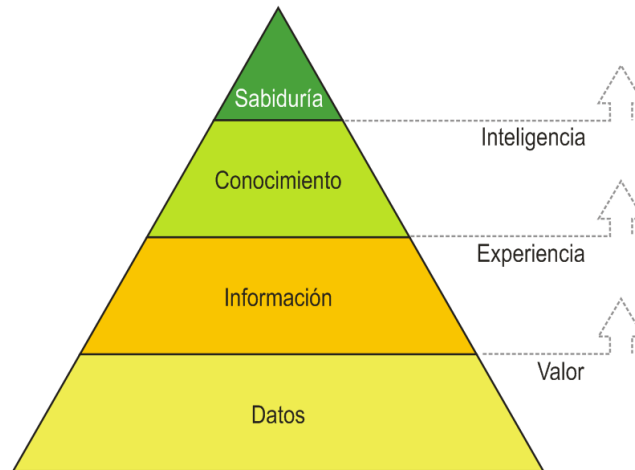 Sabiduría
Inteligencia
Conocimiento
Experiencia
Información
Valor
Datos